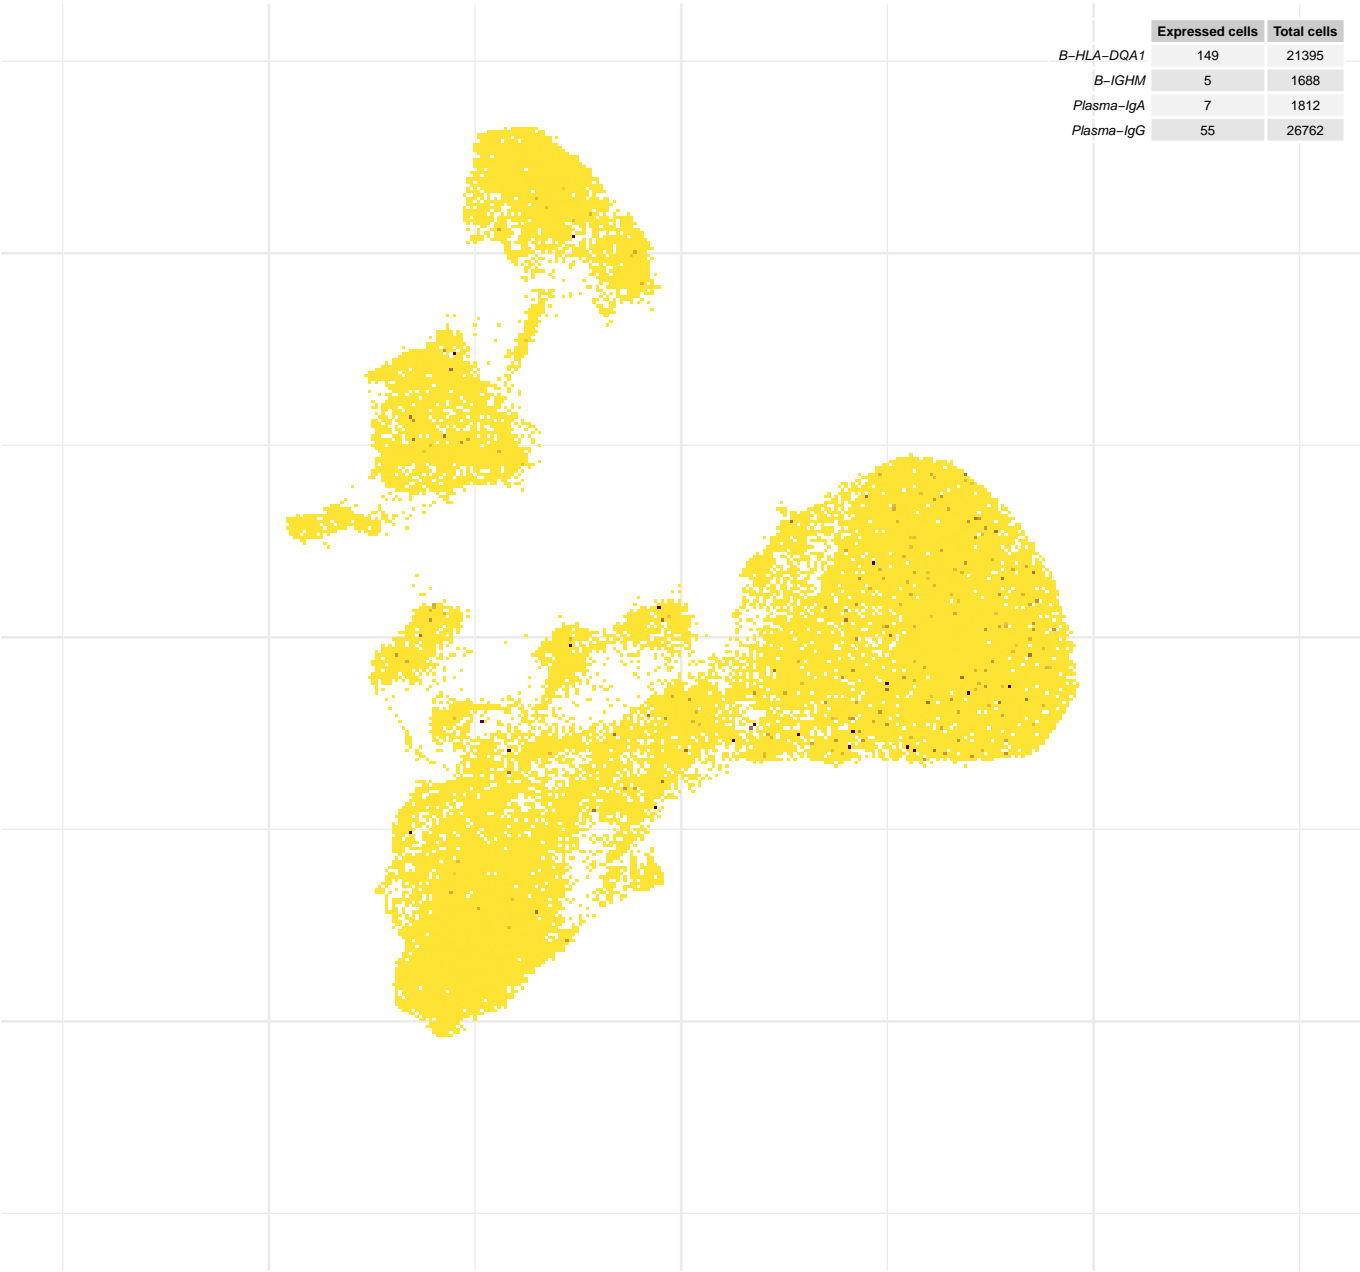 Expressed cells Total cells
B−HLA−DQA1 149 21395
B−IGHM 5 1688
Plasma−IgA 7 1812
Plasma−IgG 55 26762